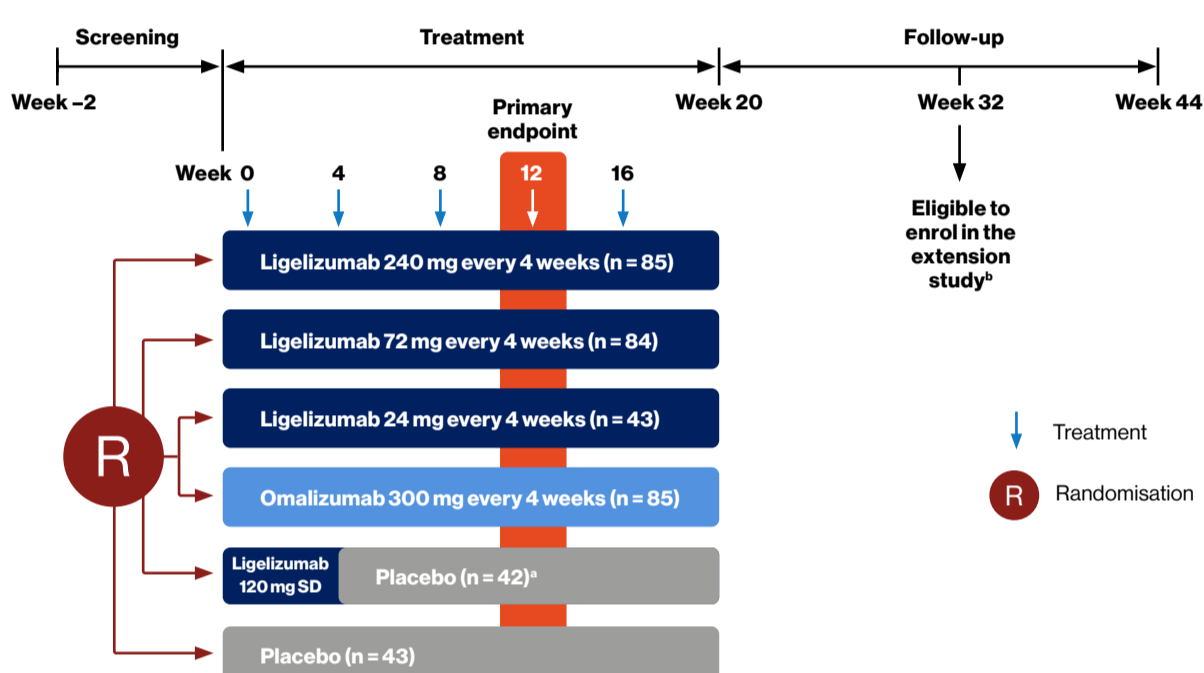 Screening
Treatment
Follow-up
Week –2
Week 20
Week 32
Week 44
Primary
endpoint
Week 0
4
8
12
16
Eligible to
enrol in the
extension
studyᵇ
Ligelizumab 240 mg every 4 weeks (n = 85)
Ligelizumab 72 mg every 4 weeks (n = 84)
Ligelizumab 24 mg every 4 weeks (n = 43)
Omalizumab 300 mg every 4 weeks (n = 85)
Ligelizumab
120 mg SD
Placebo (n = 42)ᵃ
Placebo (n = 43)
R
Treatment
R
Randomisation